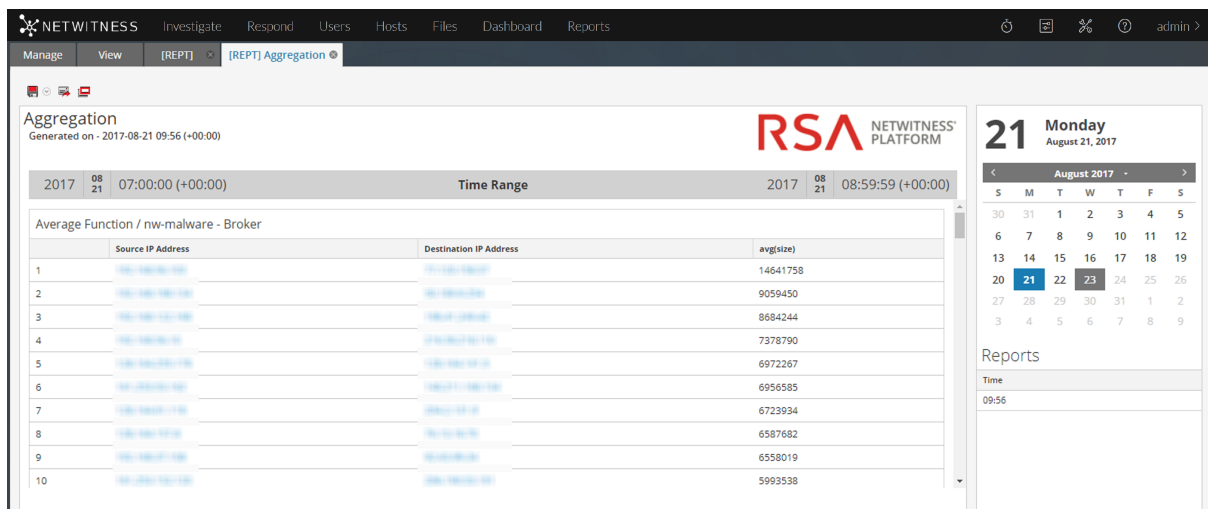 NETWITNESS Investigate Respond Users Hosts Files Dashboard Reports admin >
Manage View [REPT] [REPT] Aggregation
Aggregation
Generated on - 2017-08-21 09:56 (+00:00)
RSA NETWITNESS® PLATFORM
2017 08 21 07:00:00 (+00:00) Time Range 2017 08 21 08:59:59 (+00:00)
Average Function / nw-malware - Broker
Source IP Address Destination IP Address avg(size)
1 14641758
2 9059450
3 8684244
4 7378790
5 6972267
6 6956585
7 6723934
8 6587682
9 6558019
10 5993538
21 Monday
August 21, 2017
< August 2017 >
S M T W T F S
30 31 1 2 3 4 5
6 7 8 9 10 11 12
13 14 15 16 17 18 19
20 21 22 23 24 25 26
27 28 29 30 31 1 2
3 4 5 6 7 8 9
Reports
Time
09:56